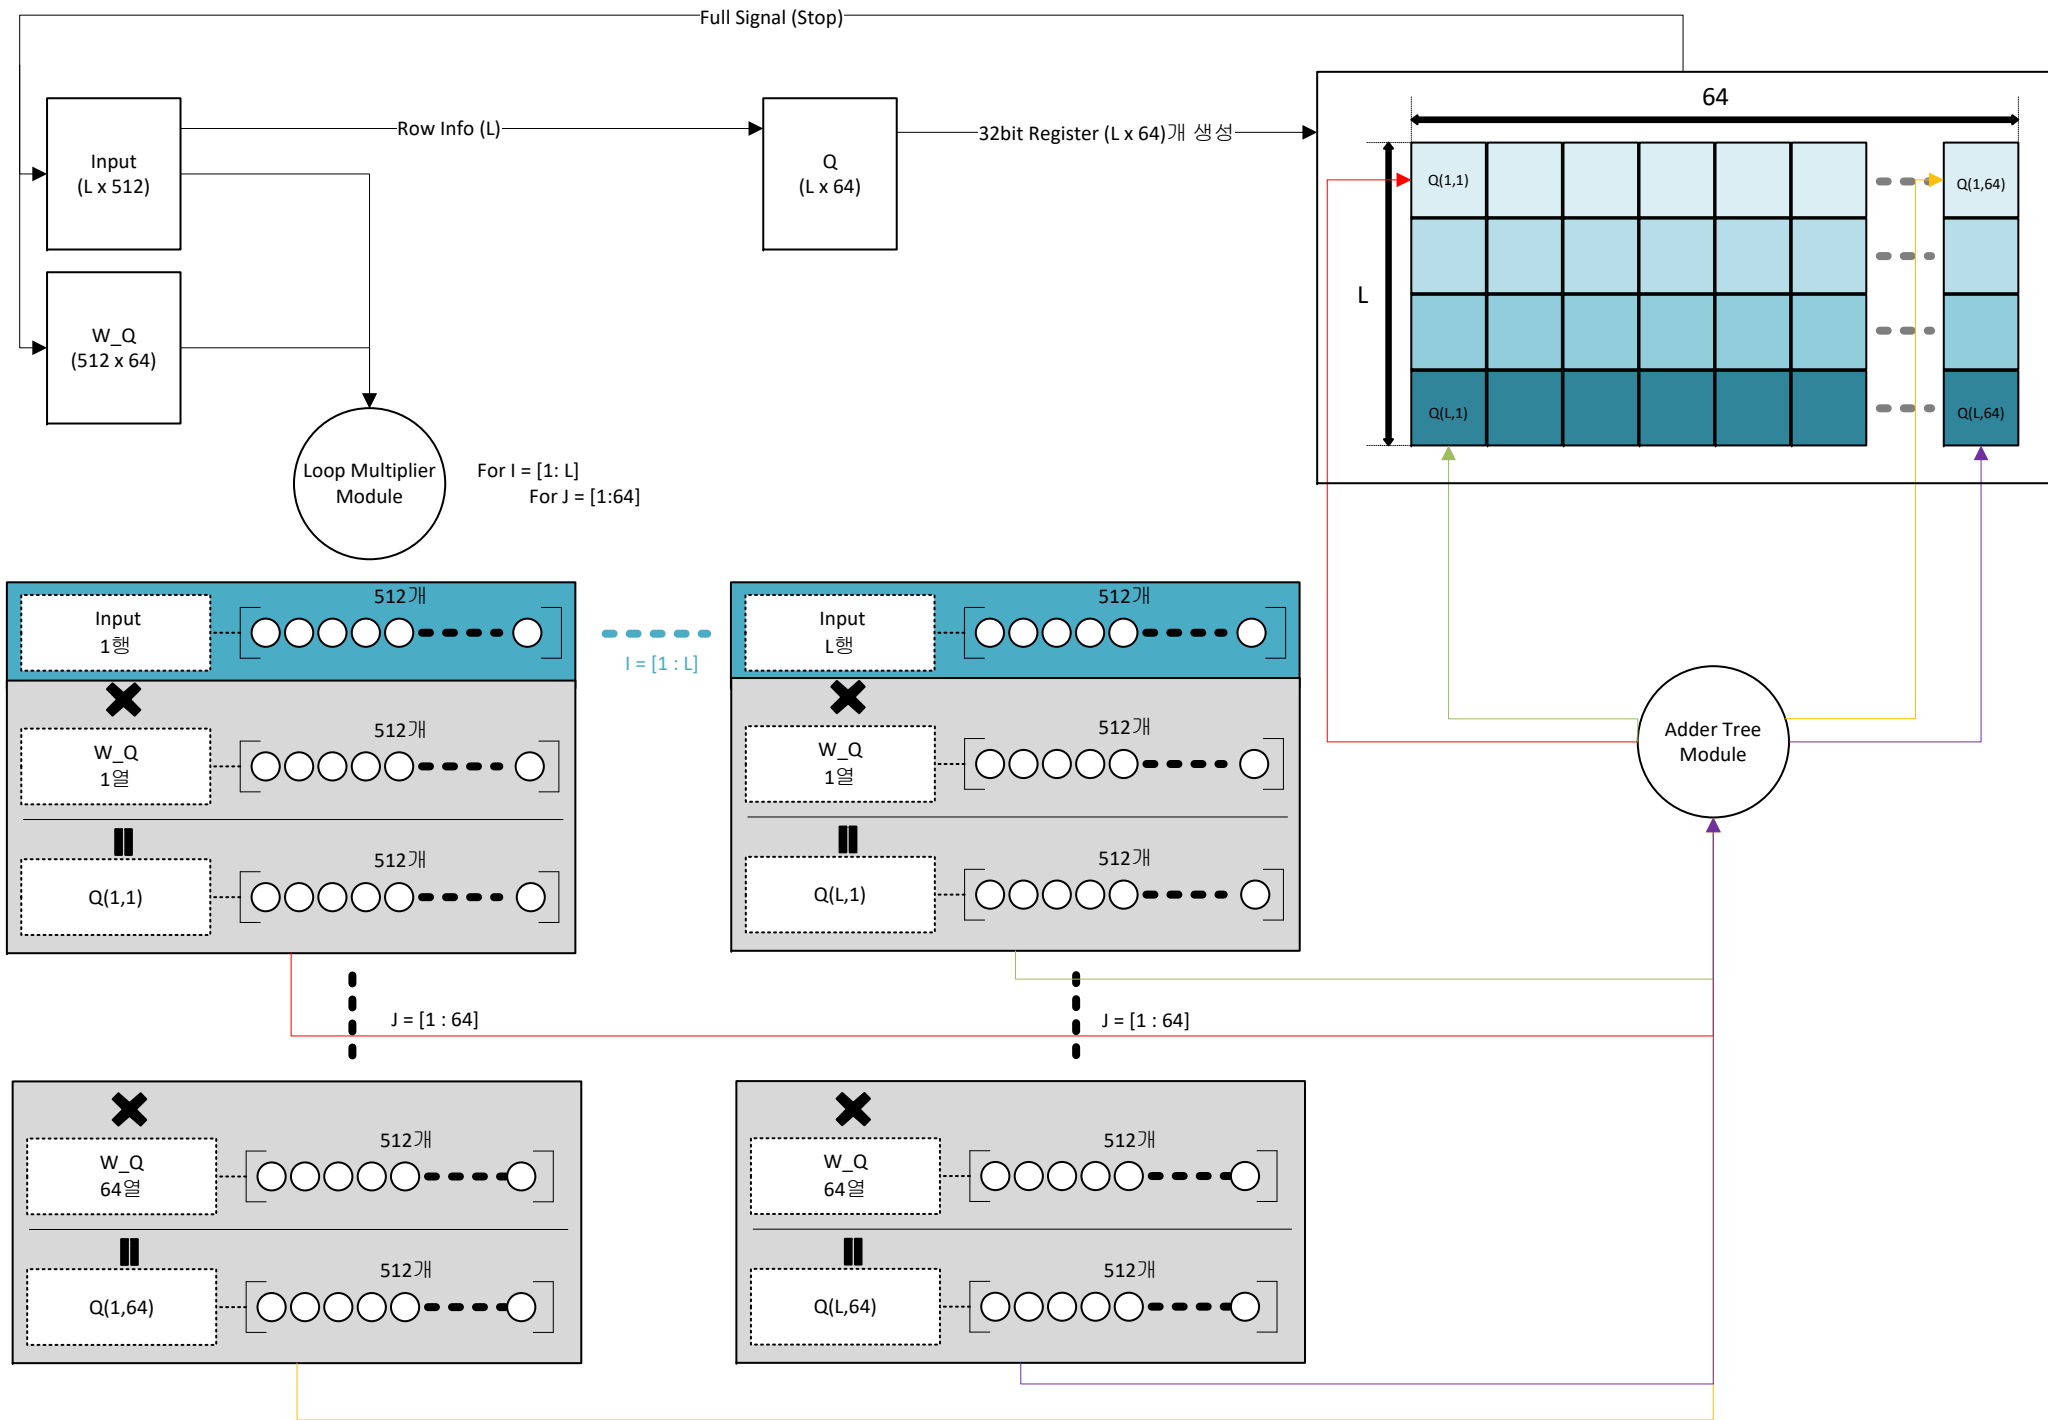 Full Signal (Stop)
Input
(L x 512)
Row Info (L)
Q
(L x 64)
32bit Register (L x 64)개 생성
64
L
Q(1,1)
Q(1,64)
Q(L,1)
Q(L,64)
W_Q
(512 x 64)
Loop Multiplier
Module
For I = [1: L]
For J = [1:64]
Input
1행
512개
W_Q
1열
512개
Q(1,1)
512개
I = [1 : L]
Input
L행
512개
W_Q
1열
512개
Q(L,1)
512개
Adder Tree
Module
J = [1 : 64]
J = [1 : 64]
W_Q
64열
512개
Q(1,64)
512개
W_Q
64열
512개
Q(L,64)
512개